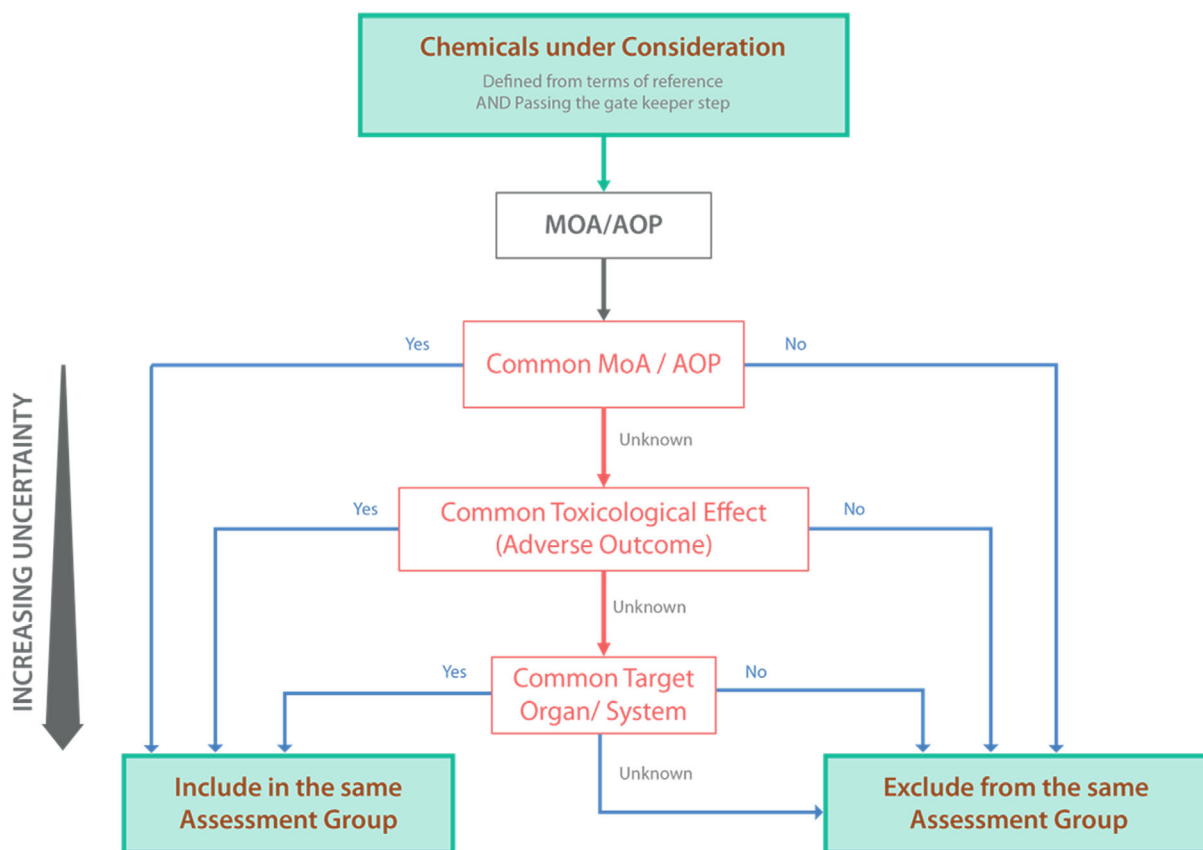 Chemicals under Consideration
Defined from terms of reference
AND Passing the gate keeper step
MOA/AOP
Yes
No
Common MoA / AOP
Unknown
INCREASING UNCERTAINTY
Yes
No
Common Toxicological Effect
(Adverse Outcome)
Unknown
Yes
No
Common Target
Organ/ System
Unknown
Include in the same
Assessment Group
Exclude from the same
Assessment Group